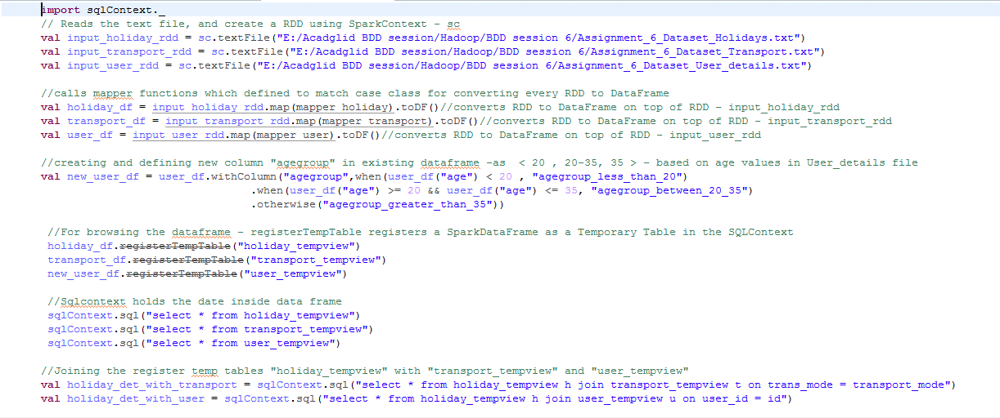 import sqlContext._
// Reads the text file, and create a RDD using SparkContext - sc
val input_holiday_rdd = sc.textFile("E:/Acadglid BDD session/Hadoop/BDD session 6/Assignment_6_Dataset_Holidays.txt")
val input_transport_rdd = sc.textFile("E:/Acadglid BDD session/Hadoop/BDD session 6/Assignment_6_Dataset_Transport.txt")
val input_user_rdd = sc.textFile("E:/Acadglid BDD session/Hadoop/BDD session 6/Assignment_6_Dataset_User_details.txt")
//calls mapper functions which defined to match case class for converting every RDD to DataFrame
val holiday_df = input_holiday_rdd.map(mapper_holiday).toDF()//converts RDD to DataFrame on top of RDD - input_holiday_rdd
val transport_df = input_transport_rdd.map(mapper_transport).toDF()//converts RDD to DataFrame on top of RDD - input_transport_rdd
val user_df = input_user_rdd.map(mapper_user).toDF()//converts RDD to DataFrame on top of RDD - input_user_rdd
//creating and defining new column "agegroup" in existing dataframe -as  < 20 , 20-35, 35 > - based on age values in User_details file
val new_user_df = user_df.withColumn("agegroup",when(user_df("age") < 20 , "agegroup_less_than_20")
.when(user_df("age") >= 20 && user_df("age") <= 35, "agegroup_between_20_35")
.otherwise("agegroup_greater_than_35"))
//For browsing the dataframe - registerTempTable registers a SparkDataFrame as a Temporary Table in the SQLContext
holiday_df.registerTempTable("holiday_tempview")
transport_df.registerTempTable("transport_tempview")
new_user_df.registerTempTable("user_tempview")
//Sqlcontext holds the date inside data frame
sqlContext.sql("select * from holiday_tempview")
sqlContext.sql("select * from transport_tempview")
sqlContext.sql("select * from user_tempview")
//Joining the register temp tables "holiday_tempview" with "transport_tempview" and "user_tempview"
val holiday_det_with_transport = sqlContext.sql("select * from holiday_tempview h join transport_tempview t on trans_mode = transport_mode")
val holiday_det_with_user = sqlContext.sql("select * from holiday_tempview h join user_tempview u on user_id = id")